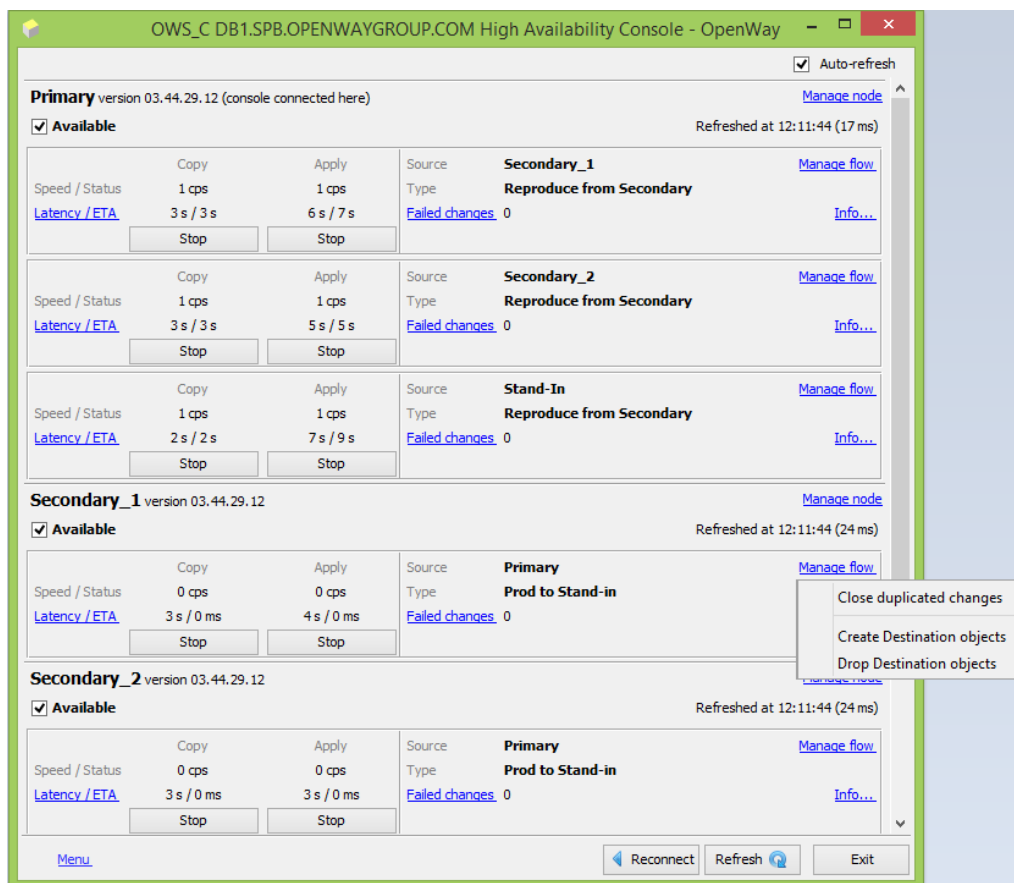 OWS_C DB1.SPB.OPENWAYGROUP.COM High Availability Console - OpenWay
Auto-refresh
Primary version 03.44.29.12 (console connected here) Manage node
Available Refreshed at 12:11:44 (17 ms)
Copy Apply Source Secondary_1 Manage flow
Speed / Status 1 cps 1 cps Type Reproduce from Secondary
Latency / ETA 3 s / 3 s 6 s / 7 s Failed changes 0 Info...
Stop Stop
Copy Apply Source Secondary_2 Manage flow
Speed / Status 1 cps 1 cps Type Reproduce from Secondary
Latency / ETA 3 s / 3 s 5 s / 5 s Failed changes 0 Info...
Stop Stop
Copy Apply Source Stand-In Manage flow
Speed / Status 1 cps 1 cps Type Reproduce from Secondary
Latency / ETA 2 s / 2 s 7 s / 9 s Failed changes 0 Info...
Stop Stop
Secondary_1 version 03.44.29.12 Manage node
Available Refreshed at 12:11:44 (24 ms)
Copy Apply Source Primary Manage flow
Speed / Status 0 cps 0 cps Type Prod to Stand-in
Close duplicated changes
Latency / ETA 3 s / 0 ms 4 s / 0 ms Failed changes 0
Stop Stop
Create Destination objects
Drop Destination objects
Secondary_2 version 03.44.29.12
Available Refreshed at 12:11:44 (24 ms)
Copy Apply Source Primary Manage flow
Speed / Status 0 cps 0 cps Type Prod to Stand-in
Latency / ETA 3 s / 0 ms 3 s / 0 ms Failed changes 0 Info...
Stop Stop
Menu Reconnect Refresh Exit